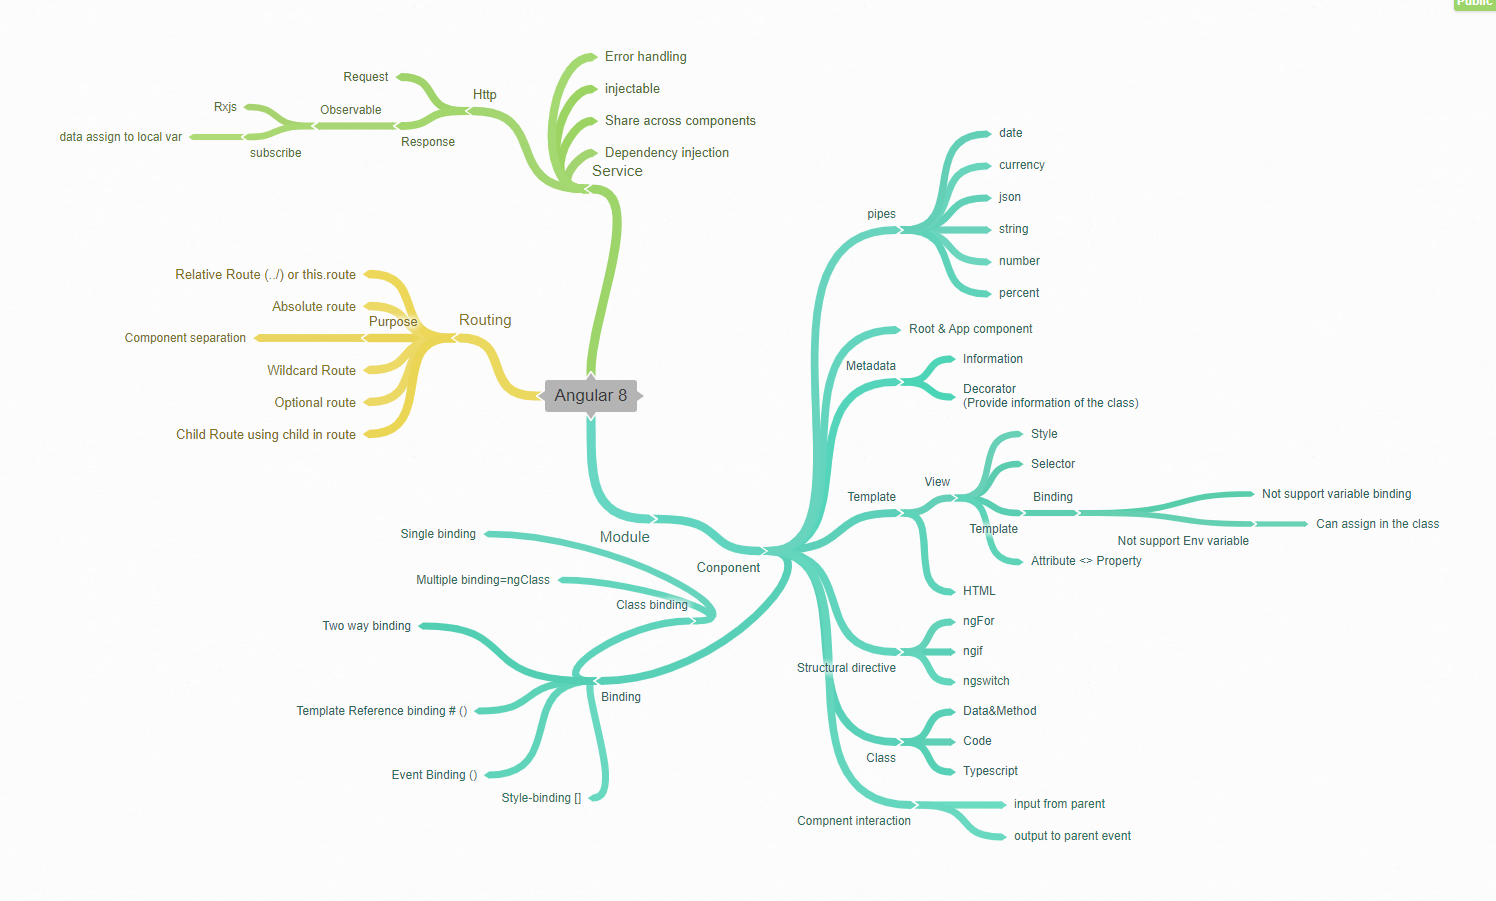 Public
Error handling
injectable
Share across components
Dependency injection
Service
Http
Request
Response
Observable
Rxjs
subscribe
data assign to local var
Routing
Relative Route (../) or this.route
Absolute route
Purpose
Component separation
Wildcard Route
Optional route
Child Route using child in route
Angular 8
Module
Conponent
pipes
date
currency
json
string
number
percent
Root & App component
Metadata
Information
Decorator
(Provide information of the class)
Template
View
Style
Selector
Template
Binding
Not support variable binding
Not support Env variable
Can assign in the class
Attribute <> Property
HTML
Structural directive
ngFor
ngif
ngswitch
Class
Data&Method
Code
Typescript
Compnent interaction
input from parent
output to parent event
Binding
Class binding
Single binding
Multiple binding=ngClass
Two way binding
Template Reference binding # ()
Event Binding ()
Style-binding []